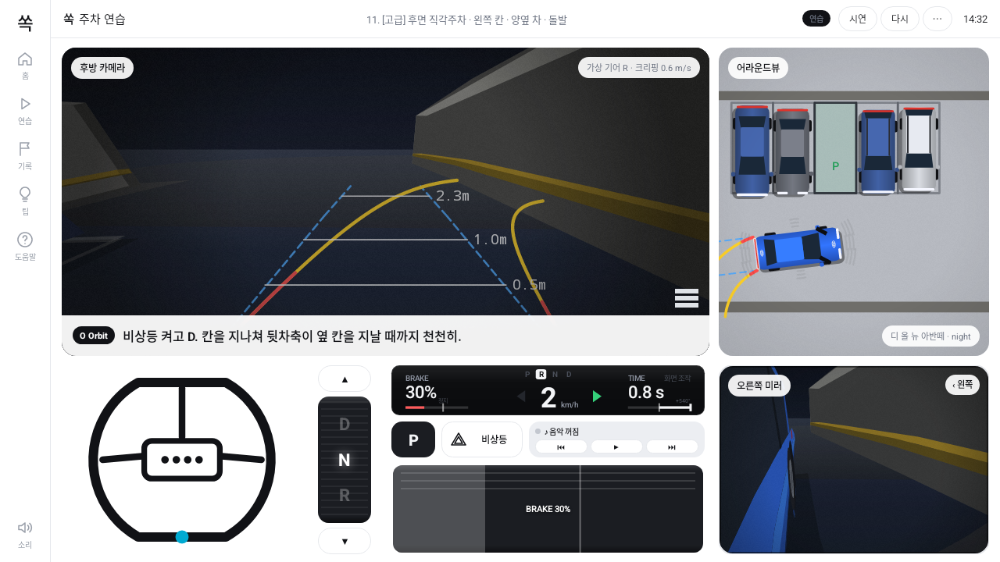 쏙
쏙 주차 연습
11. [고급] 후면 직각주차 · 왼쪽 칸 · 양옆 차 · 돌발
연습
시연
다시
···
14:32
홈
연습
기록
팁
도움말
소리
후방 카메라
가상 기어 R · 크리핑 0.6 m/s
2.3m
1.0m
0.5m
O Orbit
비상등 켜고 D. 칸을 지나쳐 뒷차축이 옆 칸을 지날 때까지 천천히.
어라운드뷰
P
디 올 뉴 아반떼 · night
D
N
R
BRAKE
30%
P R N D
2 km/h
TIME
화면 조작
0.8 s
+540°
P
비상등
♪ 음악 꺼짐
BRAKE 30%
오른쪽 미러
‹ 왼쪽